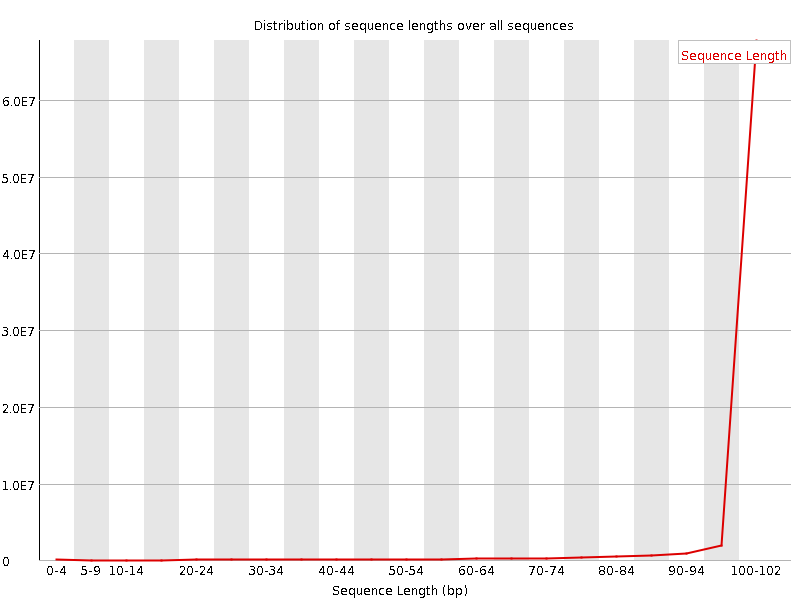 Distribution of sequence lengths over all sequences
Sequence Length
6.0E7
5.0E7
4.0E7
3.0E7
2.0E7
1.0E7
0
0-4 5-9 10-14 20-24 30-34 40-44 50-54 60-64 70-74 80-84 90-94 100-102
Sequence Length (bp)